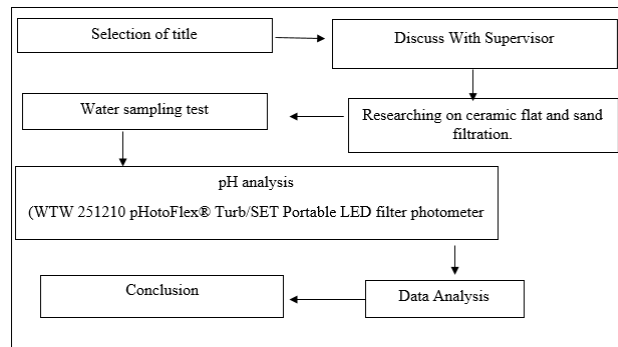 Selection of title
Discuss With Supervisor
Researching on ceramic flat and sand
filtration.
Water sampling test
pH analysis
(WTW 251210 pHotoFlex® Turb/SET Portable LED filter photometer
Data Analysis
Conclusion